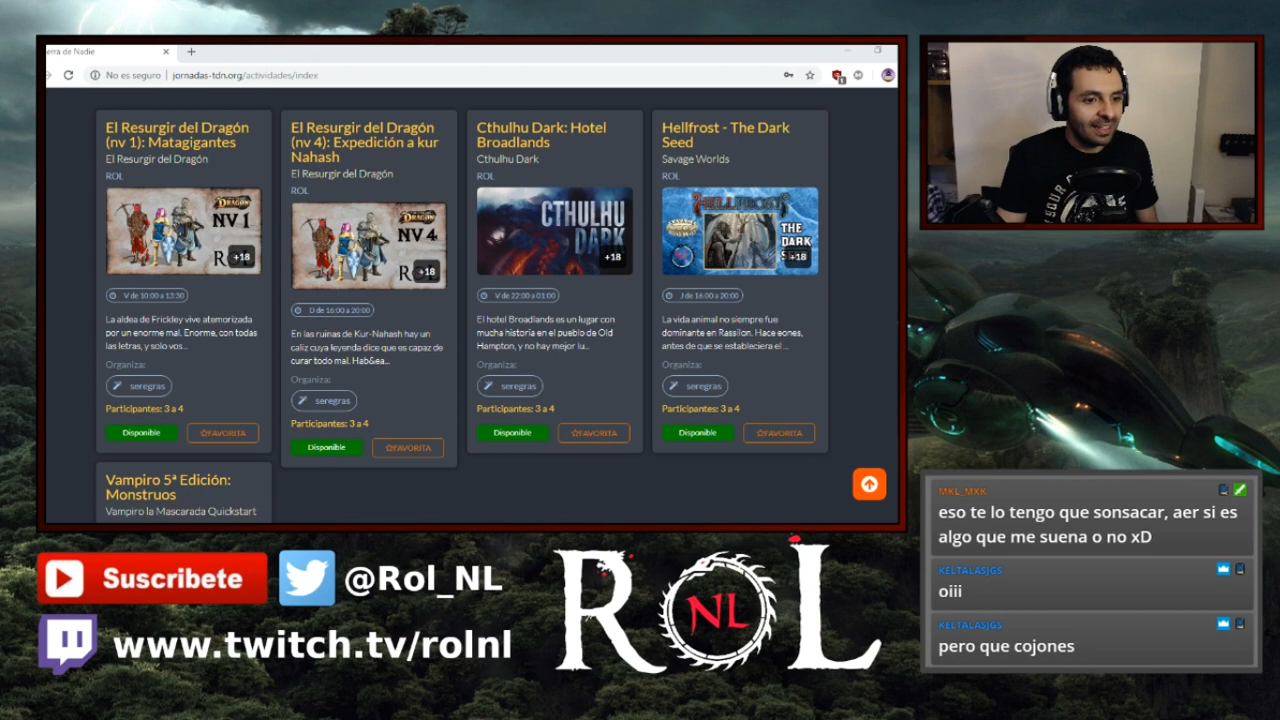 erra de Nadie
No es seguro | jornadas-tdn.org/actividades/index
El Resurgir del Dragón
(nv 1): Matagigantes
El Resurgir del Dragón
ROL
DRAGÓN
NV 1
+18
V de 10:00 a 13:30
La aldea de Frickley vive atemorizada
por un enorme mal. Enorme, con todas
las letras, y solo vos...
Organiza:
seregras
Participantes: 3 a 4
Disponible
FAVORITA
El Resurgir del Dragón
(nv 4): Expedición a kur
Nahash
El Resurgir del Dragón
ROL
DRAGÓN
NV 4
+18
D de 16:00 a 20:00
En las ruinas de Kur-Nahash hay un
caliz cuya leyenda dice que es capaz de
curar todo mal. Hab&ea...
Organiza:
seregras
Participantes: 3 a 4
Disponible
FAVORITA
Cthulhu Dark: Hotel
Broadlands
Cthulhu Dark
ROL
CTHULHU
DARK
+18
V de 22:00 a 01:00
El hotel Broadlands es un lugar con
mucha historia en el pueblo de Old
Hampton, y no hay mejor lu...
Organiza:
seregras
Participantes: 3 a 4
Disponible
FAVORITA
Hellfrost - The Dark
Seed
Savage Worlds
ROL
HELLFROST
THE
DARK
+18
J de 16:00 a 20:00
La vida animal no siempre fue
dominante en Rassilon. Hace eones,
antes de que se estableciera el ...
Organiza:
seregras
Participantes: 3 a 4
Disponible
FAVORITA
Vampiro 5ª Edición:
Monstruos
Vampiro la Mascarada Quickstart
MKL_MXK
eso te lo tengo que sonsacar, aer si es
algo que me suena o no xD
KELTALASJGS
oiii
KELTALASJGS
pero que cojones
Suscribete
@Rol_NL
www.twitch.tv/rolnl
ROL
NL